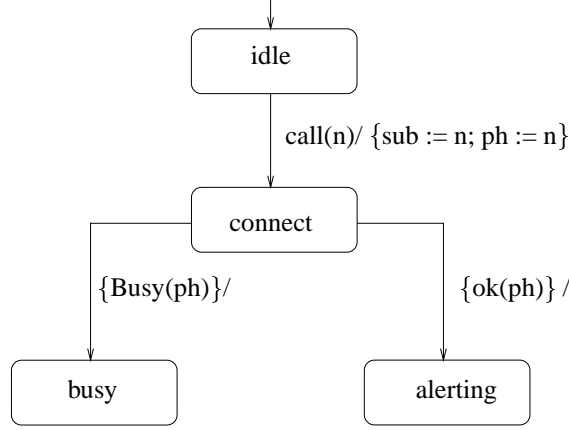 idle
call(n)/ {sub := n; ph := n}
connect
{Busy(ph)}/
{ok(ph)} /
busy
alerting